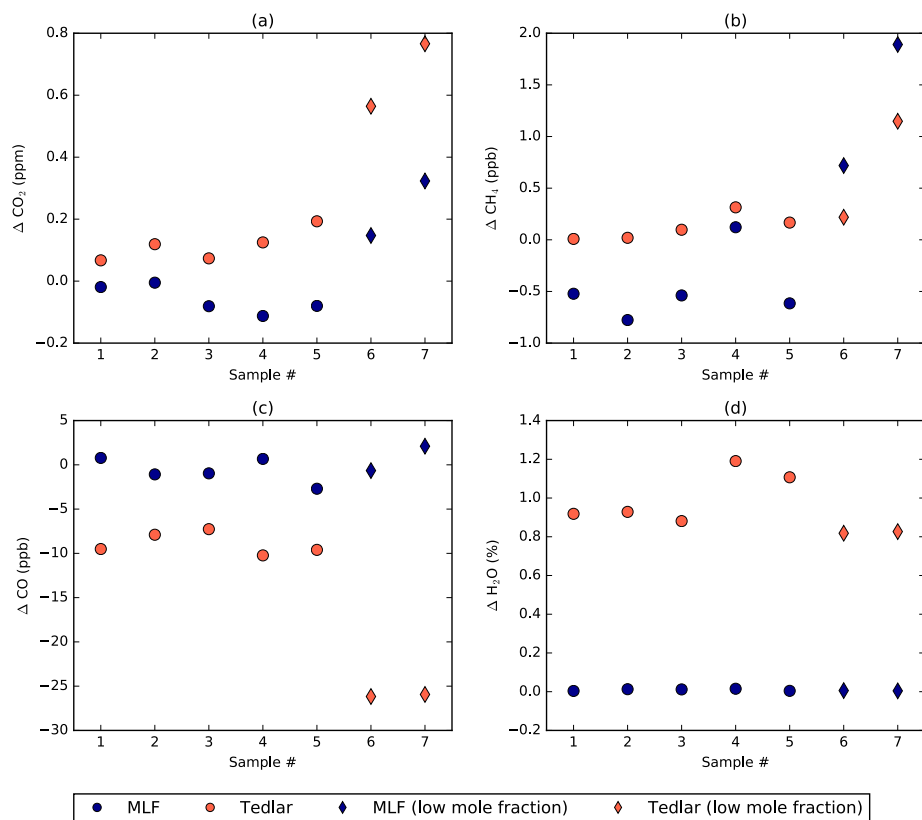 (a)
0.8
0.6
0.4
0.2
0.0
−0.2
Δ CO₂ (ppm)
1 2 3 4 5 6 7
Sample #
(b)
2.0
1.5
1.0
0.5
0.0
−0.5
−1.0
Δ CH₄ (ppb)
1 2 3 4 5 6 7
Sample #
(c)
5
0
−5
−10
−15
−20
−25
−30
Δ CO (ppb)
1 2 3 4 5 6 7
Sample #
(d)
1.4
1.2
1.0
0.8
0.6
0.4
0.2
0.0
−0.2
Δ H₂O (%)
1 2 3 4 5 6 7
Sample #
MLF Tedlar MLF (low mole fraction) Tedlar (low mole fraction)